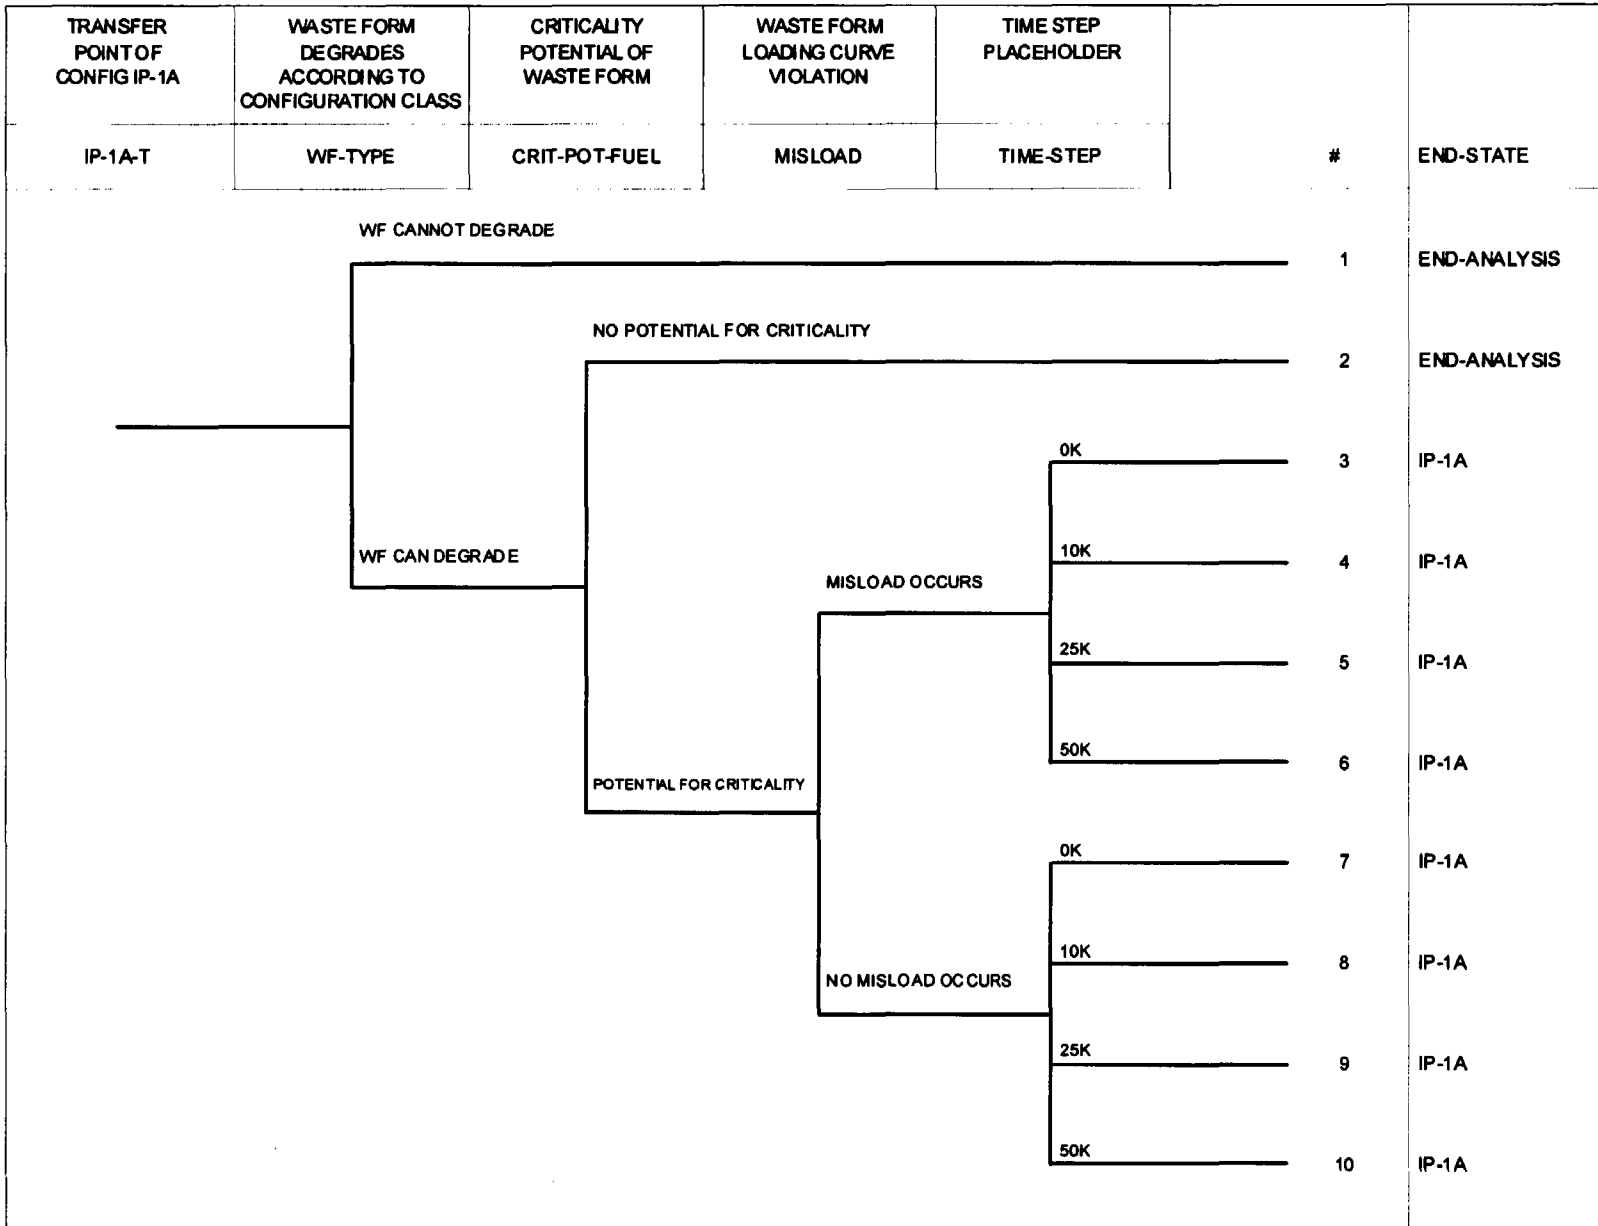 TRANSFER
POINT OF
CONFIG IP-1A
WASTE FORM
DEGRADES
ACCORDING TO
CONFIGURATION CLASS
CRITICALITY
POTENTIAL OF
WASTE FORM
WASTE FORM
LOADING CURVE
VIOLATION
TIME STEP
PLACEHOLDER
IP-1A-T
WF-TYPE
CRIT-POT-FUEL
MISLOAD
TIME-STEP
#
END-STATE
WF CANNOT DEGRADE
1
END-ANALYSIS
NO POTENTIAL FOR CRITICALITY
2
END-ANALYSIS
0K
3
IP-1A
WF CAN DEGRADE
10K
4
IP-1A
MISLOAD OCCURS
25K
5
IP-1A
50K
6
IP-1A
POTENTIAL FOR CRITICALITY
0K
7
IP-1A
10K
8
IP-1A
NO MISLOAD OCCURS
25K
9
IP-1A
50K
10
IP-1A